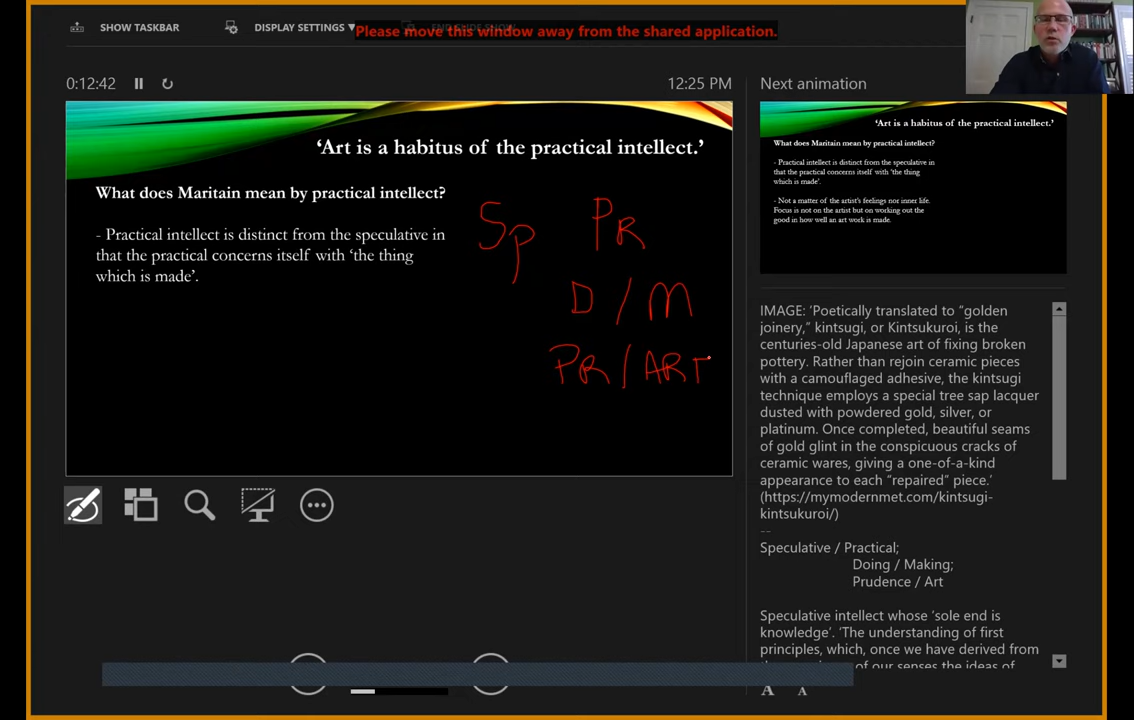 SHOW TASKBAR
DISPLAY SETTINGS ▼
END SLIDE SHOW
Please move this window away from the shared application.
0:12:42
12:25 PM
Next animation
'Art is a habitus of the practical intellect.'
What does Maritain mean by practical intellect?
- Practical intellect is distinct from the speculative in
that the practical concerns itself with 'the thing
which is made'.
Sp PR
D / M
PR / ART
'Art is a habitus of the practical intellect.'
What does Maritain mean by practical intellect?
- Practical intellect is distinct from the speculative in
that the practical concerns itself with 'the thing
which is made'.
- Not a matter of the artist's feelings nor inner life.
Focus is not on the artist but on working out the
good in how well an art work is made.
IMAGE: 'Poetically translated to "golden
joinery," kintsugi, or Kintsukuroi, is the
centuries-old Japanese art of fixing broken
pottery. Rather than rejoin ceramic pieces
with a camouflaged adhesive, the kintsugi
technique employs a special tree sap lacquer
dusted with powdered gold, silver, or
platinum. Once completed, beautiful seams
of gold glint in the conspicuous cracks of
ceramic wares, giving a one-of-a-kind
appearance to each "repaired" piece.'
(https://mymodernmet.com/kintsugi-
kintsukuroi/)
--
Speculative / Practical;
Doing / Making;
Prudence / Art
Speculative intellect whose 'sole end is
knowledge'. 'The understanding of first
principles, which, once we have derived from
of our senses the ideas of
A A